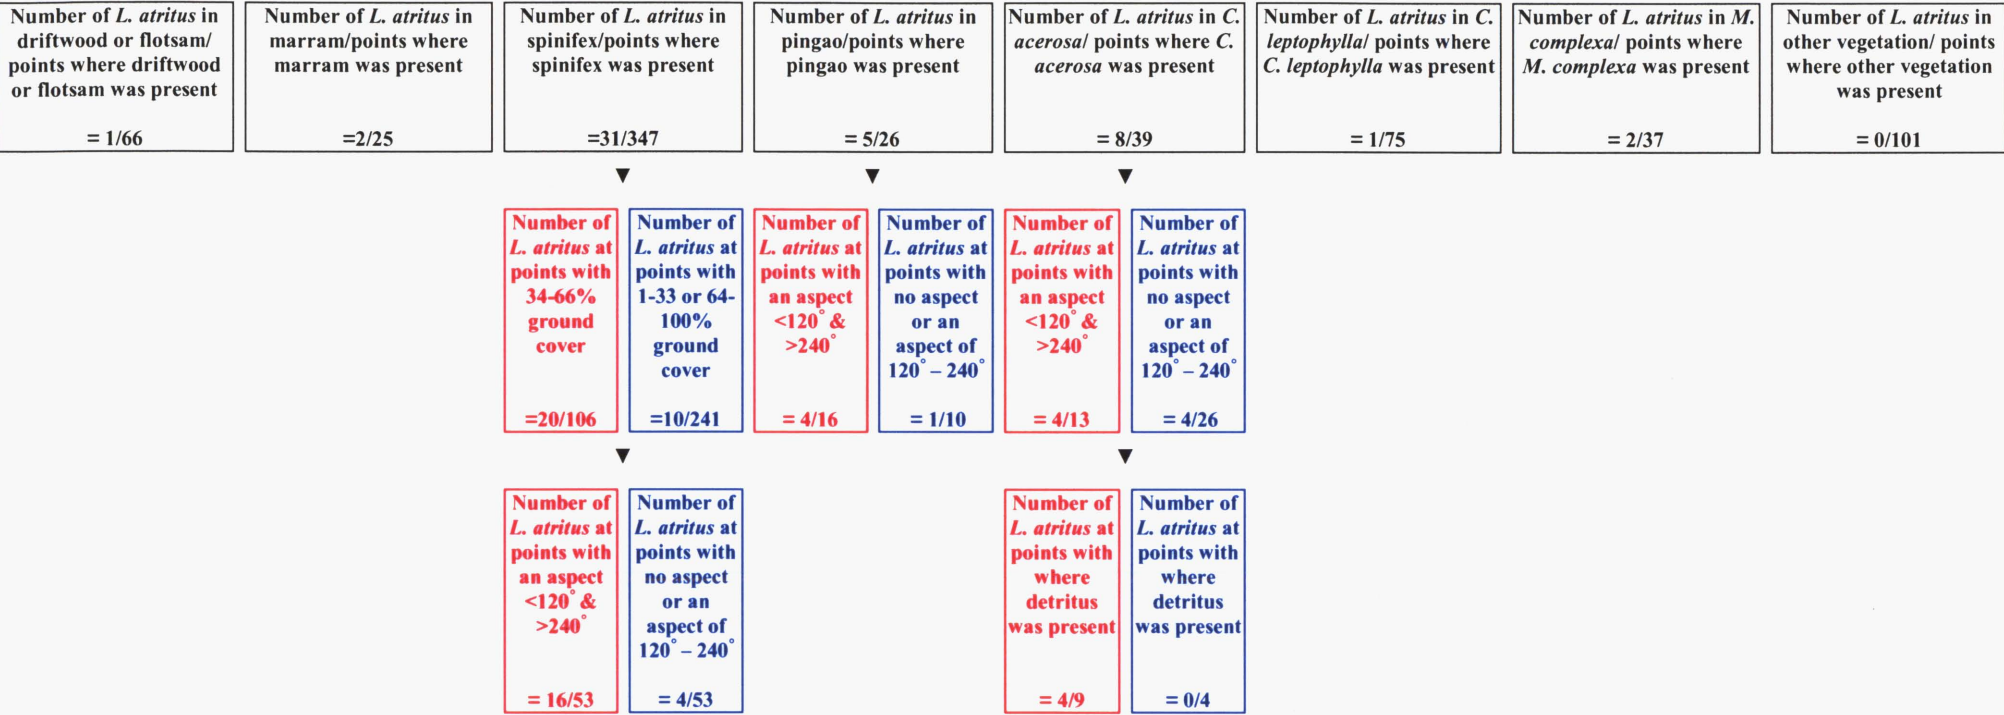 Number of L. atritus in
driftwood or flotsam/
points where driftwood
or flotsam was present
= 1/66
Number of L. atritus in
marram/points where
marram was present
=2/25
Number of L. atritus in
spinifex/points where
spinifex was present
=31/347
Number of L. atritus in
pingao/points where
pingao was present
= 5/26
Number of L. atritus in C.
acerosa/ points where C.
acerosa was present
= 8/39
Number of L. atritus in C.
leptophylla/ points where
C. leptophylla was present
= 1/75
Number of L. atritus in M.
complexa/ points where
M. complexa was present
= 2/37
Number of L. atritus in
other vegetation/ points
where other vegetation
was present
= 0/101
Number of
L. atritus at
points with
34-66%
ground
cover
=20/106
Number of
L. atritus at
points with
1-33 or 64-
100%
ground
cover
=10/241
Number of
L. atritus at
points with
an aspect
<120° &
>240°
= 4/16
Number of
L. atritus at
points with
no aspect
or an
aspect of
120° – 240°
= 1/10
Number of
L. atritus at
points with
an aspect
<120° &
>240°
= 4/13
Number of
L. atritus at
points with
no aspect
or an
aspect of
120° – 240°
= 4/26
Number of
L. atritus at
points with
an aspect
<120° &
>240°
= 16/53
Number of
L. atritus at
points with
no aspect
or an
aspect of
120° – 240°
= 4/53
Number of
L. atritus at
points with
where
detritus
was present
= 4/9
Number of
L. atritus at
points with
where
detritus
was present
= 0/4